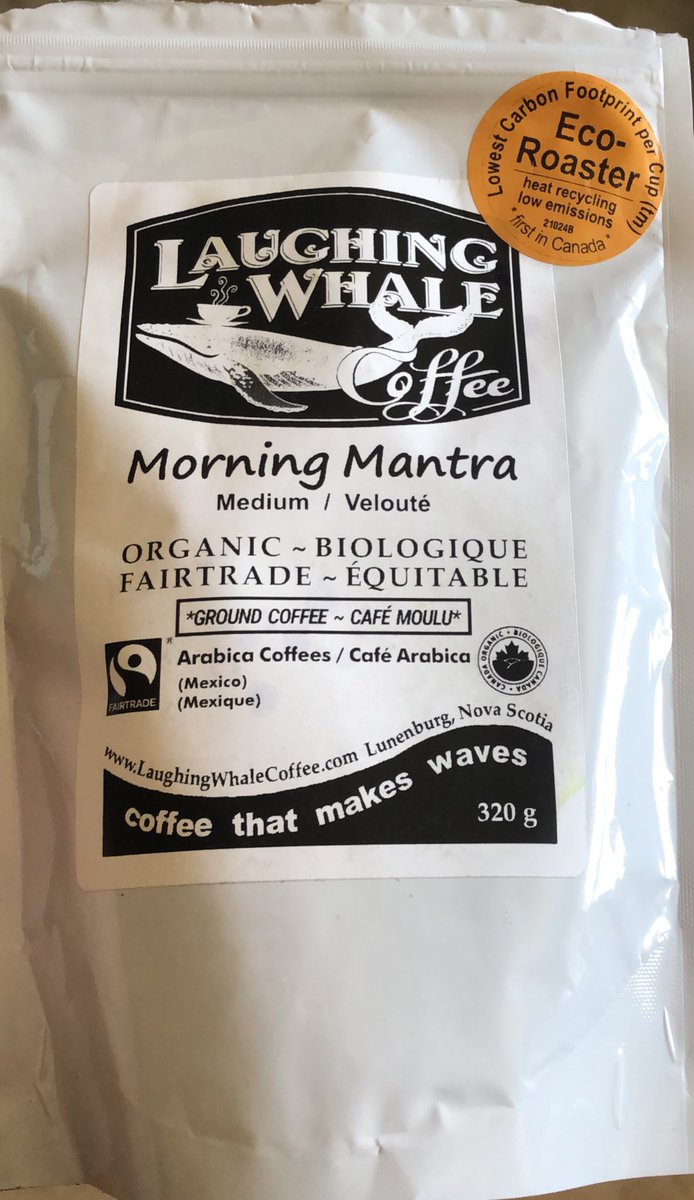 Lowest Carbon Footprint per Cup (tm)
Eco-
Roaster
heat recycling
low emissions
21024B
*first in Canada*
LAUGHING
WHALE
Coffee
Morning Mantra
Medium / Velouté
ORGANIC ~ BIOLOGIQUE
FAIRTRADE ~ ÉQUITABLE
*GROUND COFFEE ~ CAFÉ MOULU*
Arabica Coffees / Café Arabica
(Mexico)
(Mexique)
®
FAIRTRADE
CANADA ORGANIC • BIOLOGIQUE CANADA •
www.LaughingWhaleCoffee.com Lunenburg, Nova Scotia
coffee that makes waves
320 g